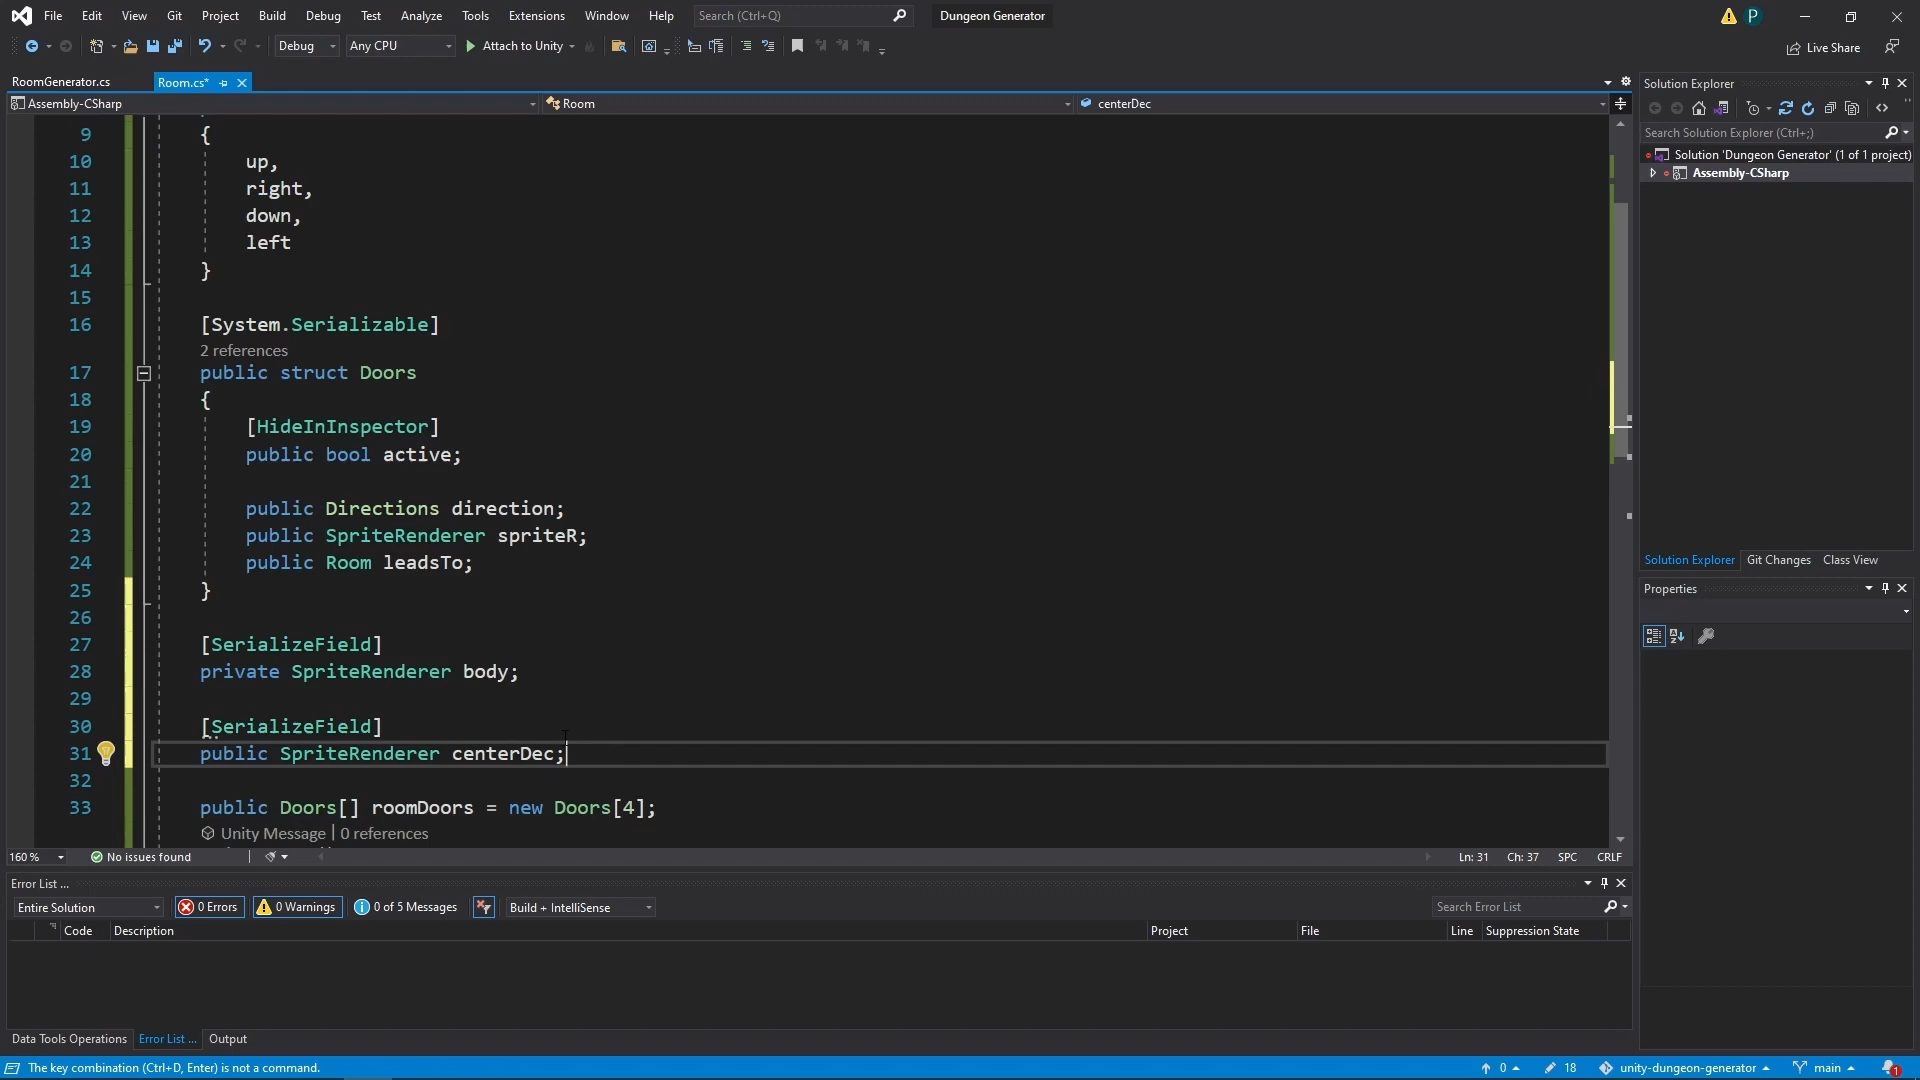 File Edit View Git Project Build Debug Test Analyze Tools Extensions Window Help Search (Ctrl+Q) Dungeon Generator P
Debug Any CPU Attach to Unity Live Share
RoomGenerator.cs Room.cs*
Assembly-CSharp Room centerDec
9 {
10 up,
11 right,
12 down,
13 left
14 }
15
16 [System.Serializable]
2 references
17 public struct Doors
18 {
19 [HideInInspector]
20 public bool active;
21
22 public Directions direction;
23 public SpriteRenderer spriteR;
24 public Room leadsTo;
25 }
26
27 [SerializeField]
28 private SpriteRenderer body;
29
30 [SerializeField]
31 public SpriteRenderer centerDec;
32
33 public Doors[] roomDoors = new Doors[4];
Unity Message | 0 references
160 % No issues found Ln: 31 Ch: 37 SPC CRLF
Error List ...
Entire Solution 0 Errors 0 Warnings 0 of 5 Messages Build + IntelliSense Search Error List
Code Description Project File Line Suppression State
Data Tools Operations Error List ... Output
The key combination (Ctrl+D, Enter) is not a command. 0 18 unity-dungeon-generator main 1
Solution Explorer
Search Solution Explorer (Ctrl+;)
Solution 'Dungeon Generator' (1 of 1 project)
Assembly-CSharp
Solution Explorer Git Changes Class View
Properties